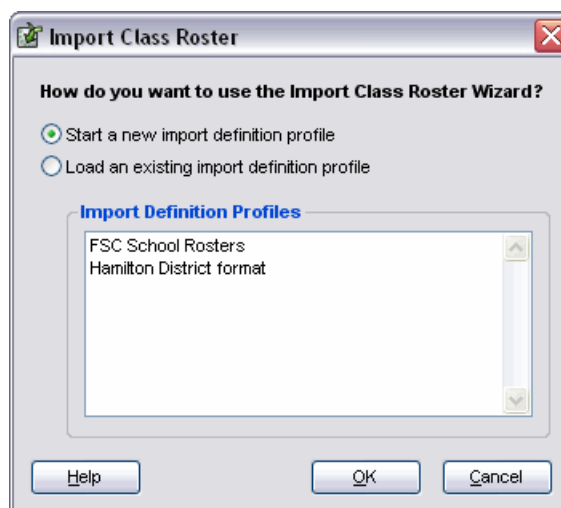 Import Class Roster
How do you want to use the Import Class Roster Wizard?
Start a new import definition profile
Load an existing import definition profile
Import Definition Profiles
FSC School Rosters
Hamilton District format
Help
OK
Cancel